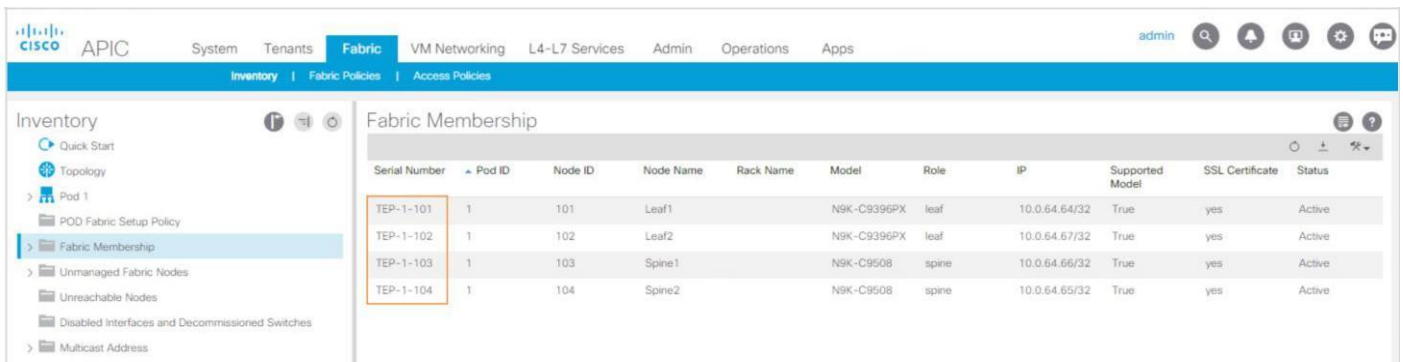 CISCO APIC System Tenants Fabric VM Networking L4-L7 Services Admin Operations Apps admin
Inventory | Fabric Policies | Access Policies
Inventory
Quick Start
Topology
Pod 1
POD Fabric Setup Policy
Fabric Membership
Unmanaged Fabric Nodes
Unreachable Nodes
Disabled Interfaces and Decommissioned Switches
Multicast Address
Fabric Membership
Serial Number Pod ID Node ID Node Name Rack Name Model Role IP Supported Model SSL Certificate Status
TEP-1-101 1 101 Leaf1 N9K-C9396PX leaf 10.0.64.64/32 True yes Active
TEP-1-102 1 102 Leaf2 N9K-C9396PX leaf 10.0.64.67/32 True yes Active
TEP-1-103 1 103 Spine1 N9K-C9508 spine 10.0.64.66/32 True yes Active
TEP-1-104 1 104 Spine2 N9K-C9508 spine 10.0.64.65/32 True yes Active